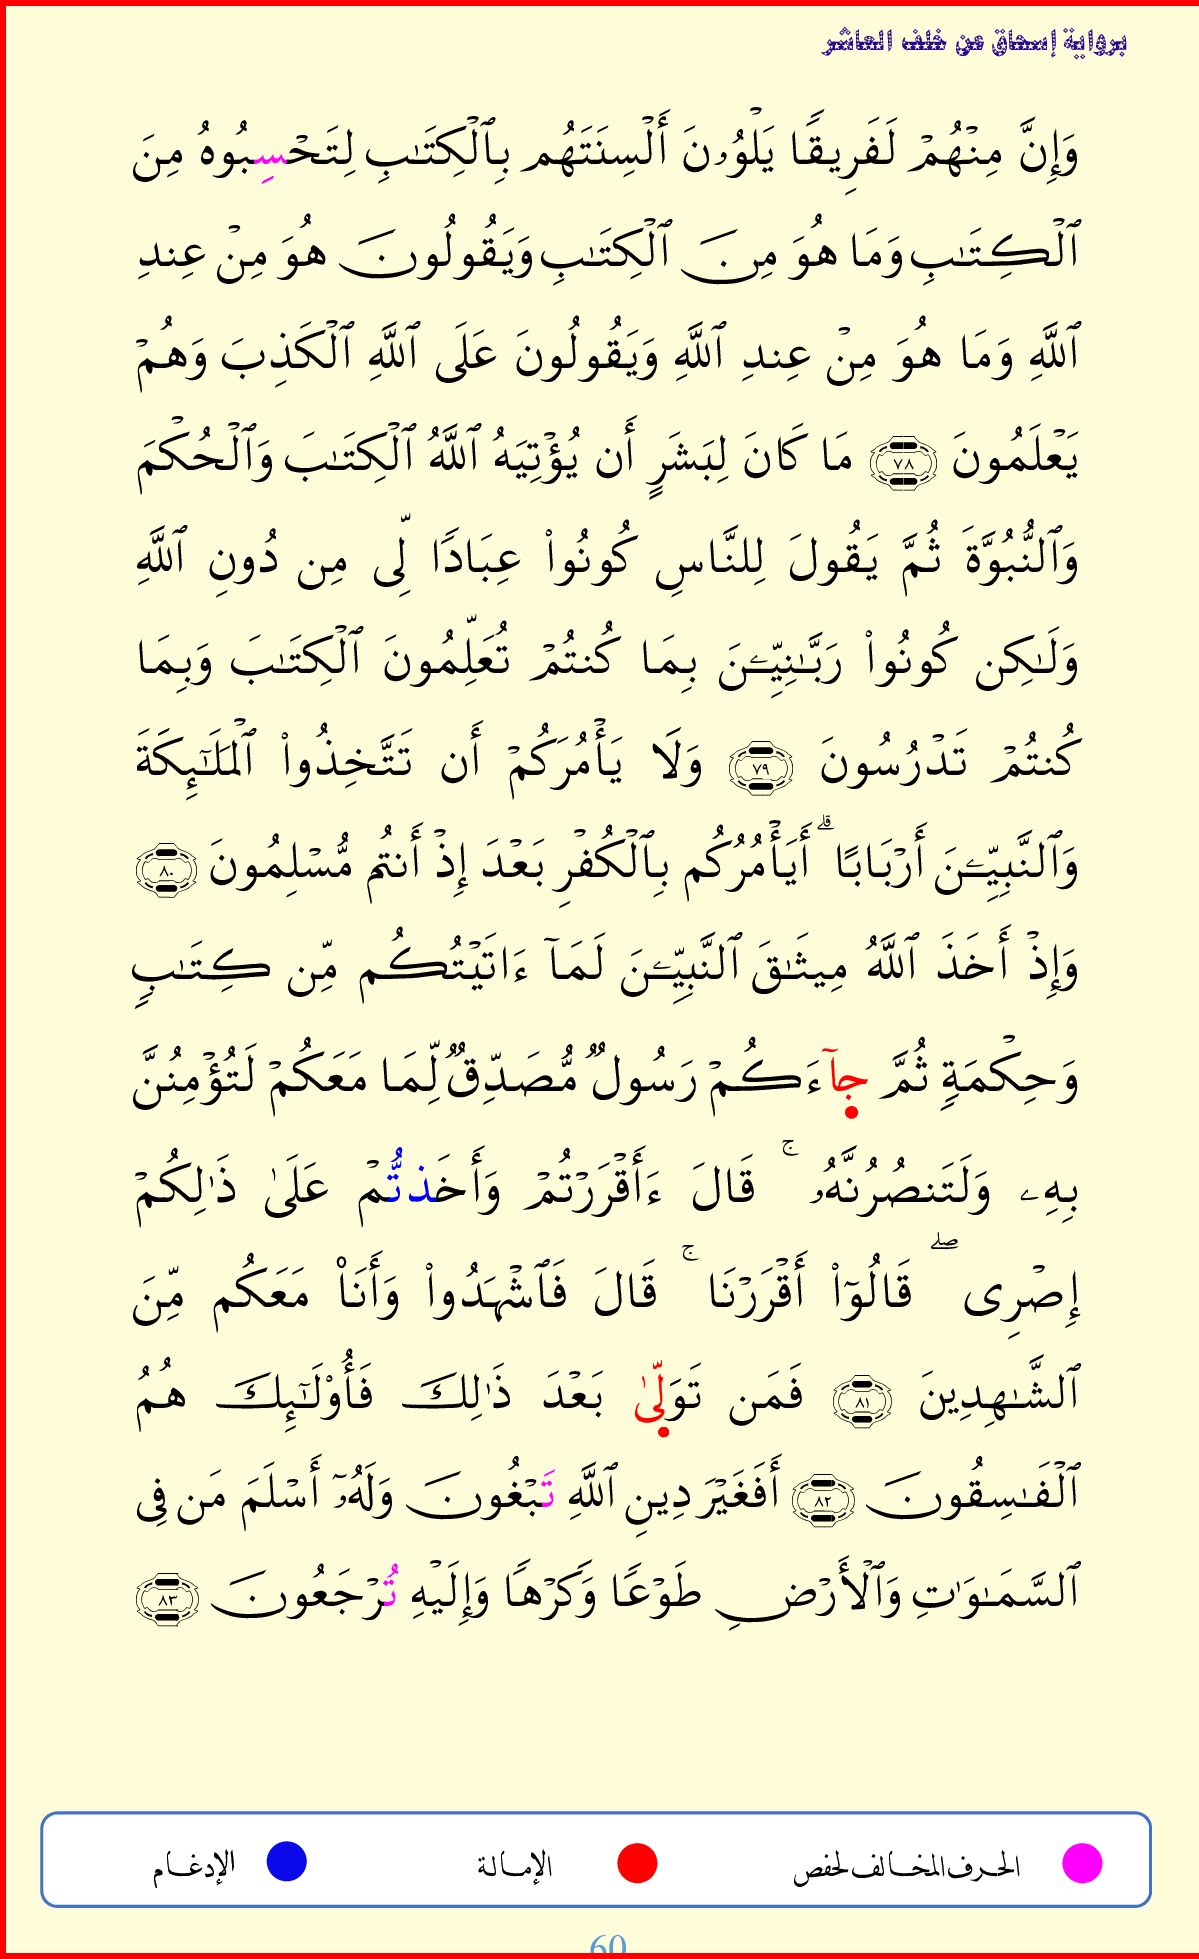 برواية إسحاق عن خلف العاشر
وَإِنَّ مِنْهُمْ لَفَرِيقًا يَلْوُۥنَ أَلْسِنَتَهُم بِٱلْكِتَٰبِ لِتَحْسِبُوهُ مِنَ
ٱلْكِتَٰبِ وَمَا هُوَ مِنَ ٱلْكِتَٰبِ وَيَقُولُونَ هُوَ مِنْ عِندِ
ٱللَّهِ وَمَا هُوَ مِنْ عِندِ ٱللَّهِ وَيَقُولُونَ عَلَى ٱللَّهِ ٱلْكَذِبَ وَهُمْ
يَعْلَمُونَ ٧٨ مَا كَانَ لِبَشَرٍ أَن يُؤْتِيَهُ ٱللَّهُ ٱلْكِتَٰبَ وَٱلْحُكْمَ
وَٱلنُّبُوَّةَ ثُمَّ يَقُولَ لِلنَّاسِ كُونُوا۟ عِبَادًا لِّى مِن دُونِ ٱللَّهِ
وَلَٰكِن كُونُوا۟ رَبَّٰنِيِّۦنَ بِمَا كُنتُمْ تُعَلِّمُونَ ٱلْكِتَٰبَ وَبِمَا
كُنتُمْ تَدْرُسُونَ ٧٩ وَلَا يَأْمُرَكُمْ أَن تَتَّخِذُوا۟ ٱلْمَلَٰٓئِكَةَ
وَٱلنَّبِيِّۦنَ أَرْبَابًا ۗ أَيَأْمُرُكُم بِٱلْكُفْرِ بَعْدَ إِذْ أَنتُم مُّسْلِمُونَ ٨٠
وَإِذْ أَخَذَ ٱللَّهُ مِيثَٰقَ ٱلنَّبِيِّۦنَ لَمَآ ءَاتَيْتُكُم مِّن كِتَٰبٍ
وَحِكْمَةٍ ثُمَّ جَآءَكُمْ رَسُولٌ مُّصَدِّقٌ لِّمَا مَعَكُمْ لَتُؤْمِنُنَّ
بِهِۦ وَلَتَنصُرُنَّهُۥ ۚ قَالَ ءَأَقْرَرْتُمْ وَأَخَذتُّمْ عَلَىٰ ذَٰلِكُمْ
إِصْرِى ۖ قَالُوٓا۟ أَقْرَرْنَا ۚ قَالَ فَٱشْهَدُوا۟ وَأَنَا۠ مَعَكُم مِّنَ
ٱلشَّٰهِدِينَ ٨١ فَمَن تَوَلِّىٰ بَعْدَ ذَٰلِكَ فَأُو۟لَٰٓئِكَ هُمُ
ٱلْفَٰسِقُونَ ٨٢ أَفَغَيْرَ دِينِ ٱللَّهِ تَبْغُونَ وَلَهُۥٓ أَسْلَمَ مَن فِى
ٱلسَّمَٰوَٰتِ وَٱلْأَرْضِ طَوْعًا وَكَرْهًا وَإِلَيْهِ تُرْجَعُونَ ٨٣
الحرف المخالف لحفص الإمالة الإدغام
60